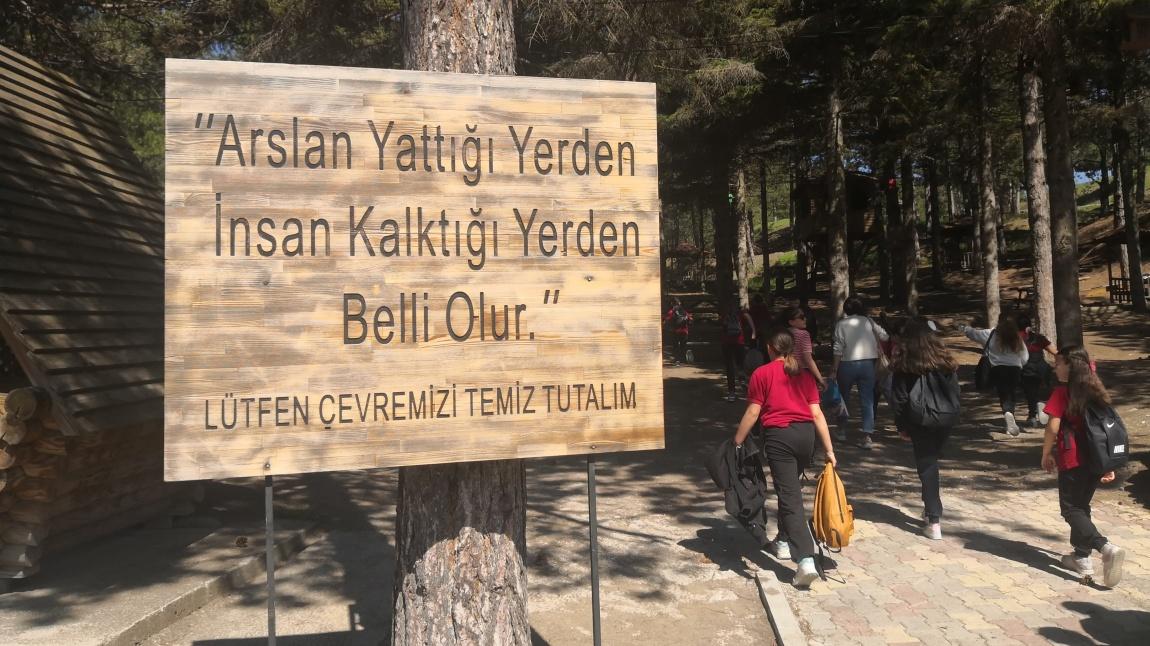 "Arslan Yattığı Yerden
İnsan Kalktığı Yerden
Belli Olur."
LÜTFEN ÇEVREMİZİ TEMİZ TUTALIM